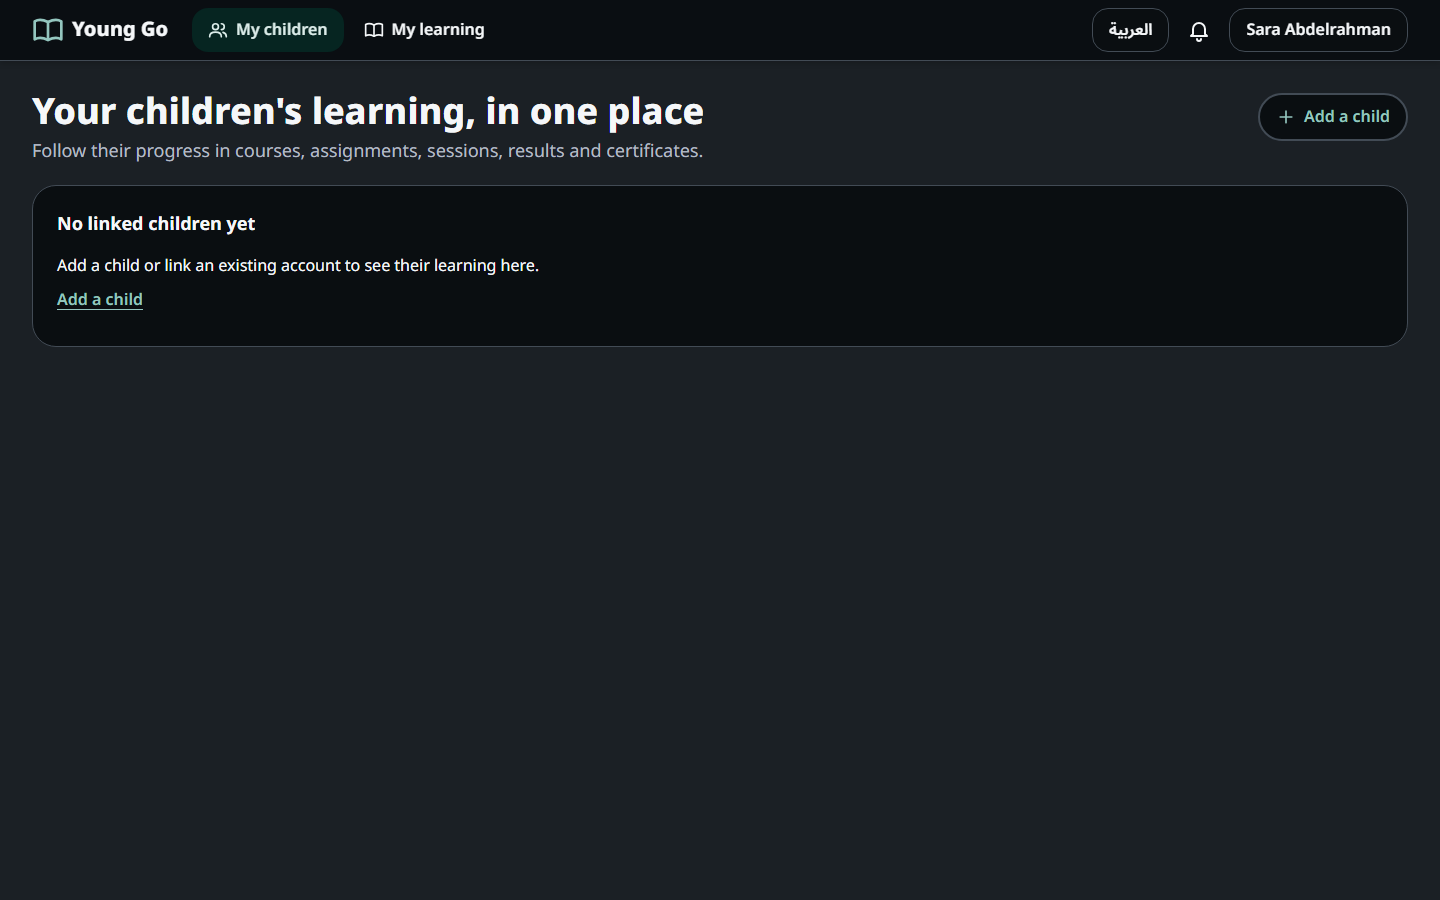 Young Go
My children
My learning
العربية
Sara Abdelrahman
Your children's learning, in one place
Follow their progress in courses, assignments, sessions, results and certificates.
Add a child
No linked children yet
Add a child or link an existing account to see their learning here.
Add a child